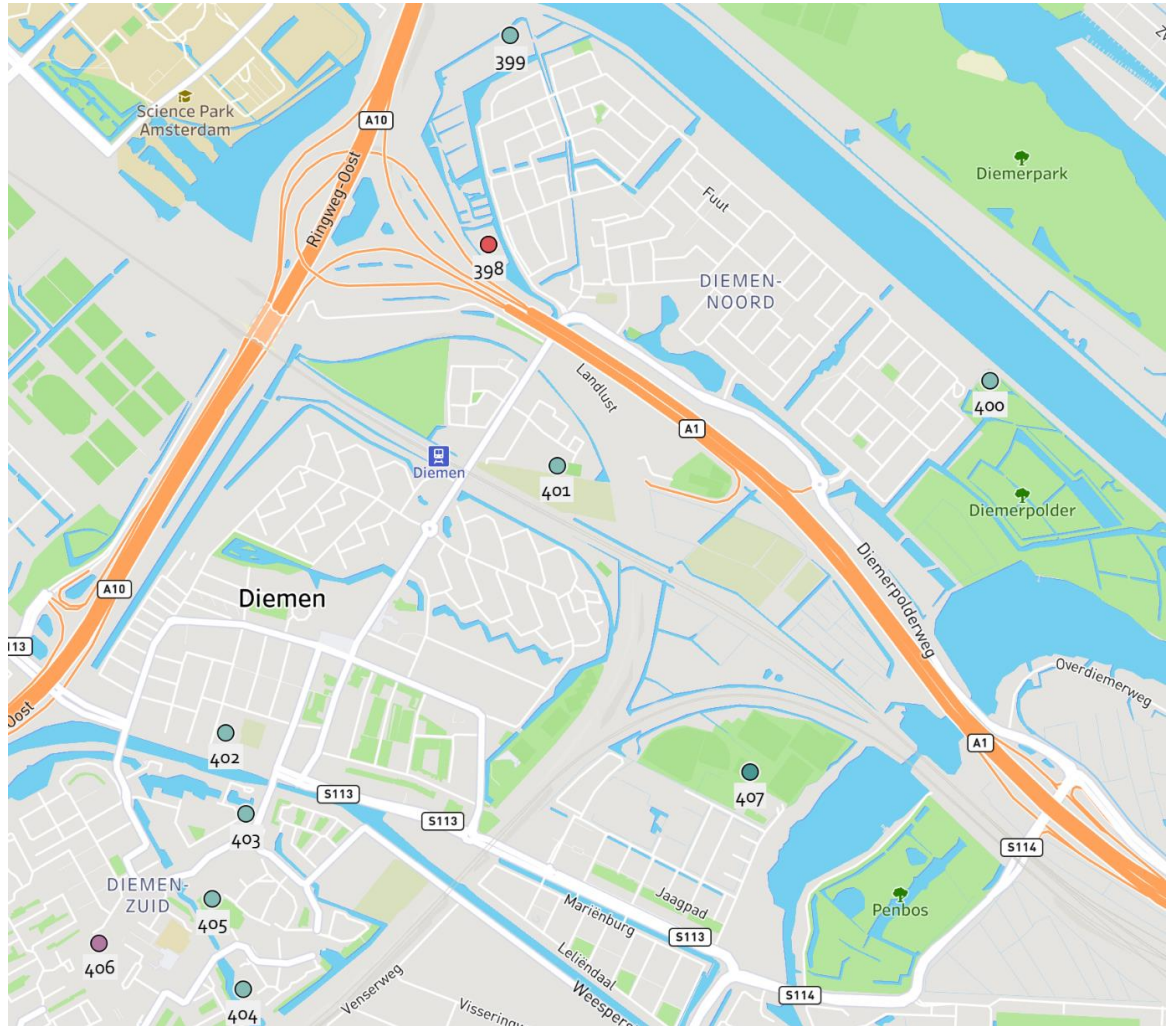 399
Science Park
Amsterdam
A10
Ringweg-Oost
Diemerpark
Fuut
398
DIEMEN-
NOORD
Landlust
400
A1
Diemen
401
Diemerpolder
A10
Diemen
Diemerpolderweg
113
Overdiemerweg
Oost
402
A1
407
S113
403
S113
S114
DIEMEN-
ZUID
405
Jaagpad
Penbos
Mariënburg
406
S113
Leliëndaal
404
Venserweg
Weespers
S114
Visseringw